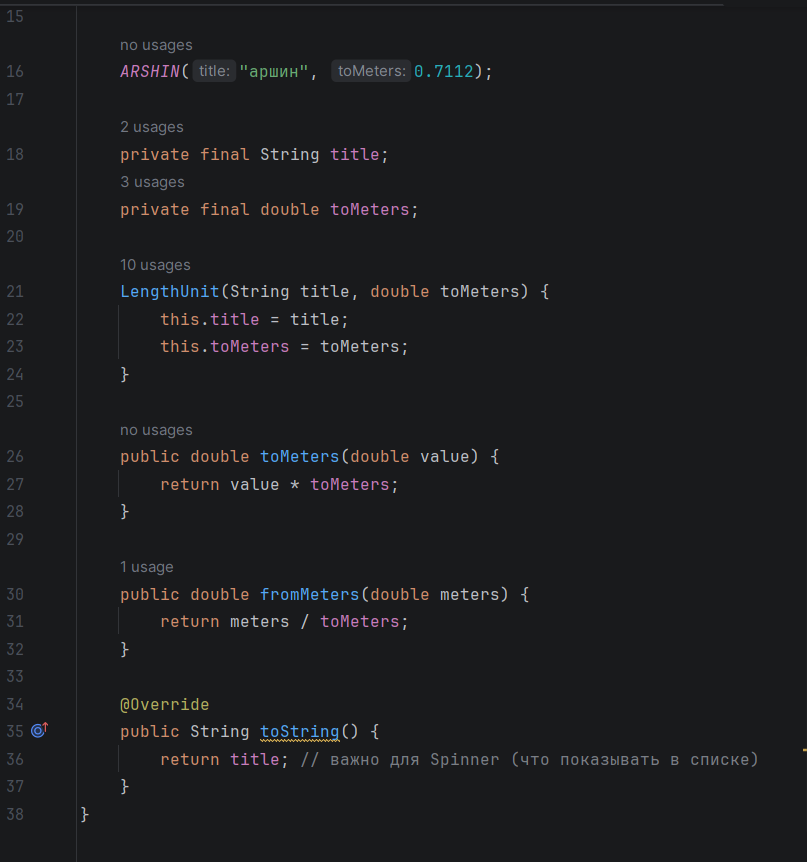 15
no usages
16 ARSHIN( title: "аршин", toMeters: 0.7112);
17
2 usages
18 private final String title;
3 usages
19 private final double toMeters;
20
10 usages
21 LengthUnit(String title, double toMeters) {
22 this.title = title;
23 this.toMeters = toMeters;
24 }
25
no usages
26 public double toMeters(double value) {
27 return value * toMeters;
28 }
29
1 usage
30 public double fromMeters(double meters) {
31 return meters / toMeters;
32 }
33
34 @Override
35 public String toString() {
36 return title; // важно для Spinner (что показывать в списке)
37 }
38 }